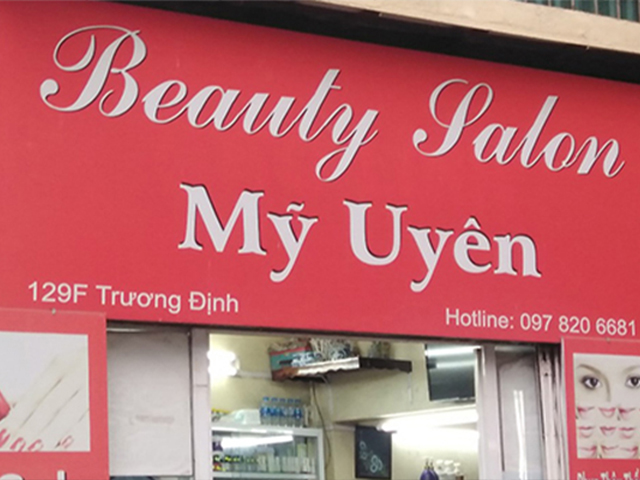 Beauty Salon
Mỹ Uyên
129F Trương Định
Hotline: 097 820 6681